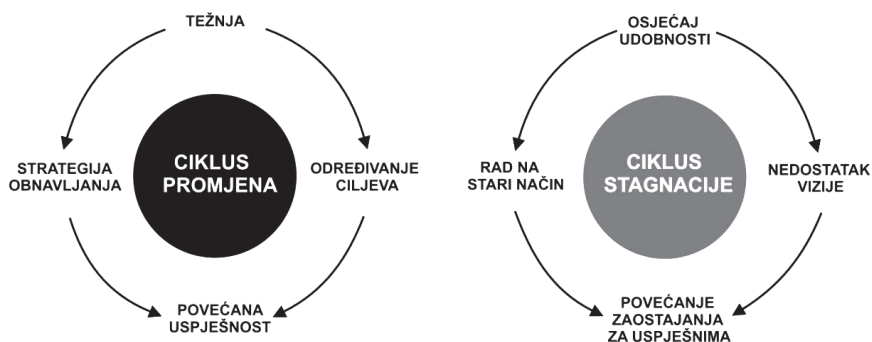 TEŽNJA
STRATEGIJA
OBNAVLJANJA
CIKLUS
PROMJENA
ODREĐIVANJE
CILJEVA
POVEĆANA
USPJEŠNOST
OSJEĆAJ
UDOBNOSTI
RAD NA
STARI NAČIN
CIKLUS
STAGNACIJE
NEDOSTATAK
VIZIJE
POVEĆANJE
ZAOSTAJANJA
ZA USPJEŠNIMA